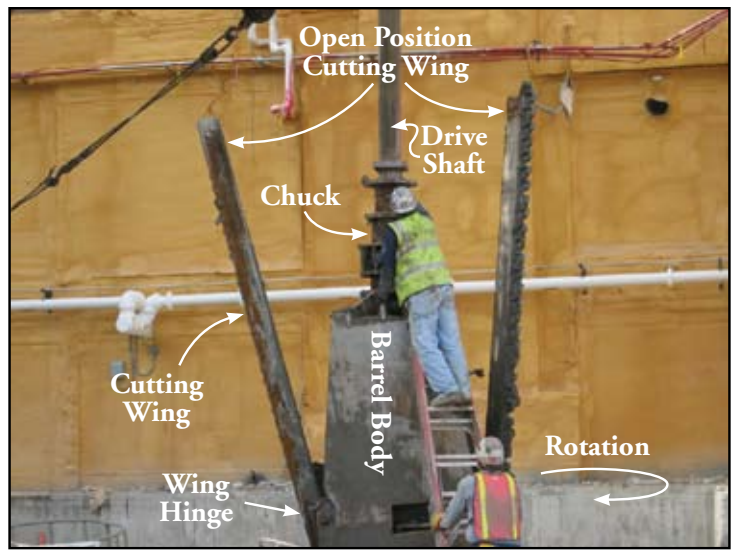 Open Position
Cutting Wing
Drive
Shaft
Chuck
Barrel Body
Cutting
Wing
Rotation
Wing
Hinge